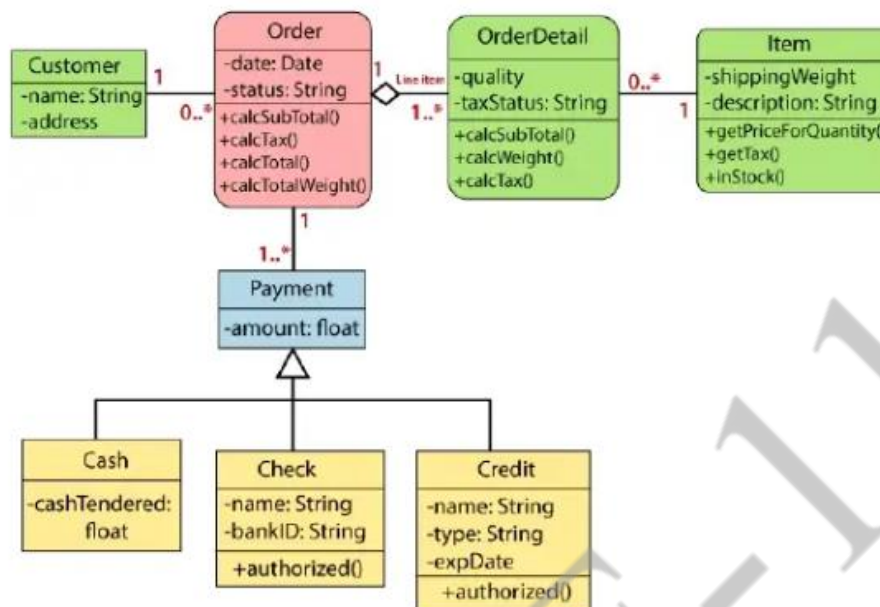 Customer
-name: String
-address
1
0..*
Order
-date: Date
-status: String
+calcSubTotal()
+calcTax()
+calcTotal()
+calcTotalWeight()
1
Line item
1..*
OrderDetail
-quality
-taxStatus: String
+calcSubTotal()
+calcWeight()
+calcTax()
0..*
1
Item
-shippingWeight
-description: String
+getPriceForQuantity()
+getTax()
+inStock()
1
1..*
Payment
-amount: float
Cash
-cashTendered:
float
Check
-name: String
-bankID: String
+authorized()
Credit
-name: String
-type: String
-expDate
+authorized()